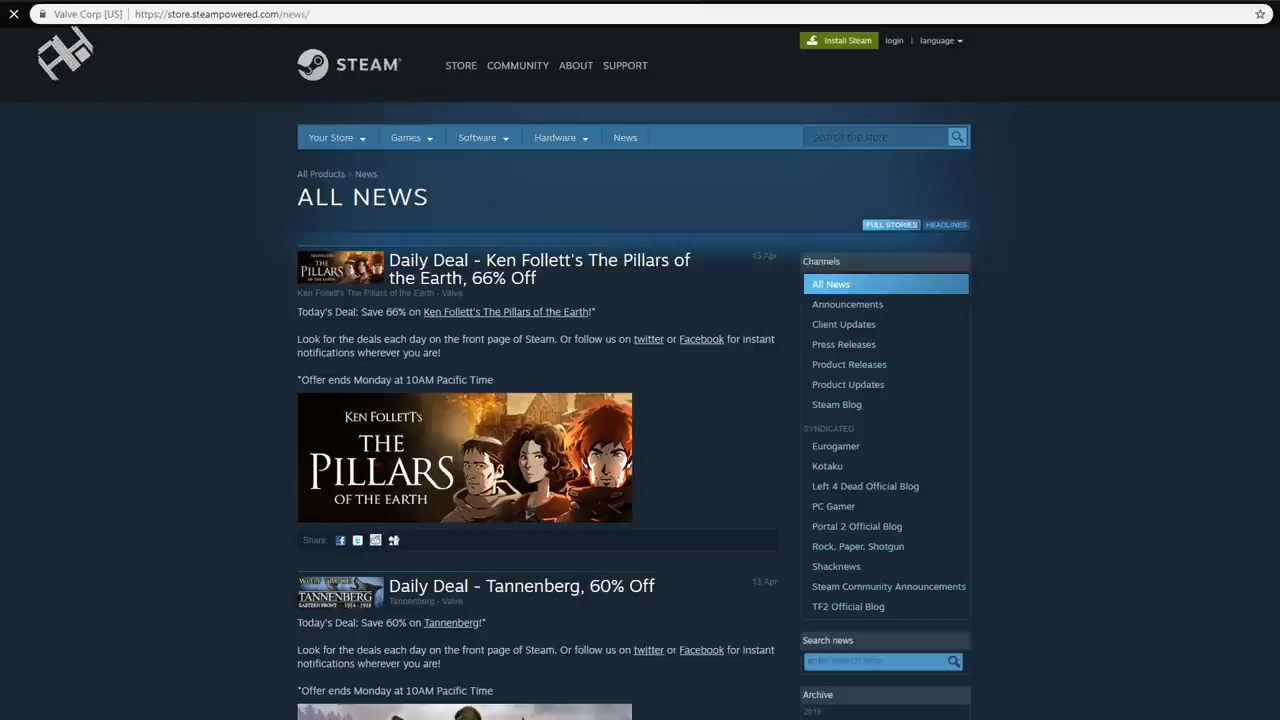 Valve Corp [US] https://store.steampowered.com/news/
Install Steam login | language
STEAM® STORE COMMUNITY ABOUT SUPPORT
Your Store Games Software Hardware News search the store
All Products > News
ALL NEWS
FULL STORIES HEADLINES
THE PILLARS
Daily Deal - Ken Follett's The Pillars of
the Earth, 66% Off
13 Apr
Ken Follett's The Pillars of the Earth - Valve
Today's Deal: Save 66% on Ken Follett's The Pillars of the Earth!*
Look for the deals each day on the front page of Steam. Or follow us on twitter or Facebook for instant
notifications wherever you are!
*Offer ends Monday at 10AM Pacific Time
KEN FOLLETT'S
THE
PILLARS
OF THE EARTH
Share:
TANNENBERG
EASTERN FRONT 1914-1918
Daily Deal - Tannenberg, 60% Off
13 Apr
Tannenberg - Valve
Today's Deal: Save 60% on Tannenberg!*
Look for the deals each day on the front page of Steam. Or follow us on twitter or Facebook for instant
notifications wherever you are!
*Offer ends Monday at 10AM Pacific Time
Channels
All News
Announcements
Client Updates
Press Releases
Product Releases
Product Updates
Steam Blog
SYNDICATED
Eurogamer
Kotaku
Left 4 Dead Official Blog
PC Gamer
Portal 2 Official Blog
Rock, Paper, Shotgun
Shacknews
Steam Community Announcements
TF2 Official Blog
Search news
enter search term
Archive
2019